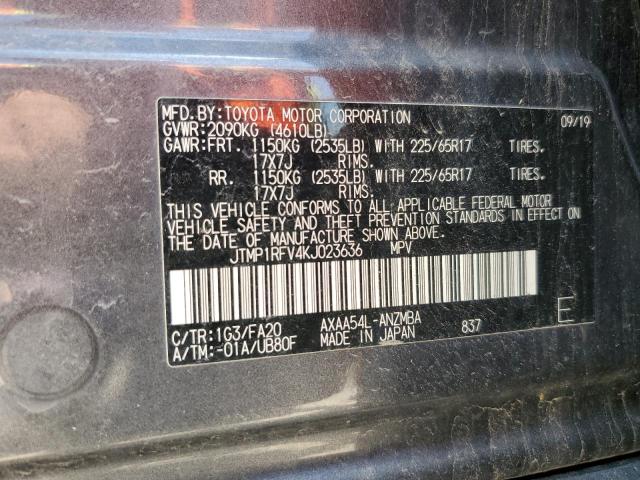 MFD.BY:TOYOTA MOTOR CORPORATION 09/19
GVWR:2090KG (4610LB)
GAWR:FRT. 1150KG (2535LB) WITH 225/65R17 TIRES.
17X7J RIMS.
RR. 1150KG (2535LB) WITH 225/65R17 TIRES.
17X7J RIMS.
THIS VEHICLE CONFORMS TO ALL APPLICABLE FEDERAL MOTOR
VEHICLE SAFETY AND THEFT PREVENTION STANDARDS IN EFFECT ON
THE DATE OF MANUFACTURE SHOWN ABOVE.
JTMP1RFV4KJ023636 MPV
C/TR:1G3/FA20 AXAA54L-ANZMBA E
A/TM:-01A/UB80F MADE IN JAPAN 837